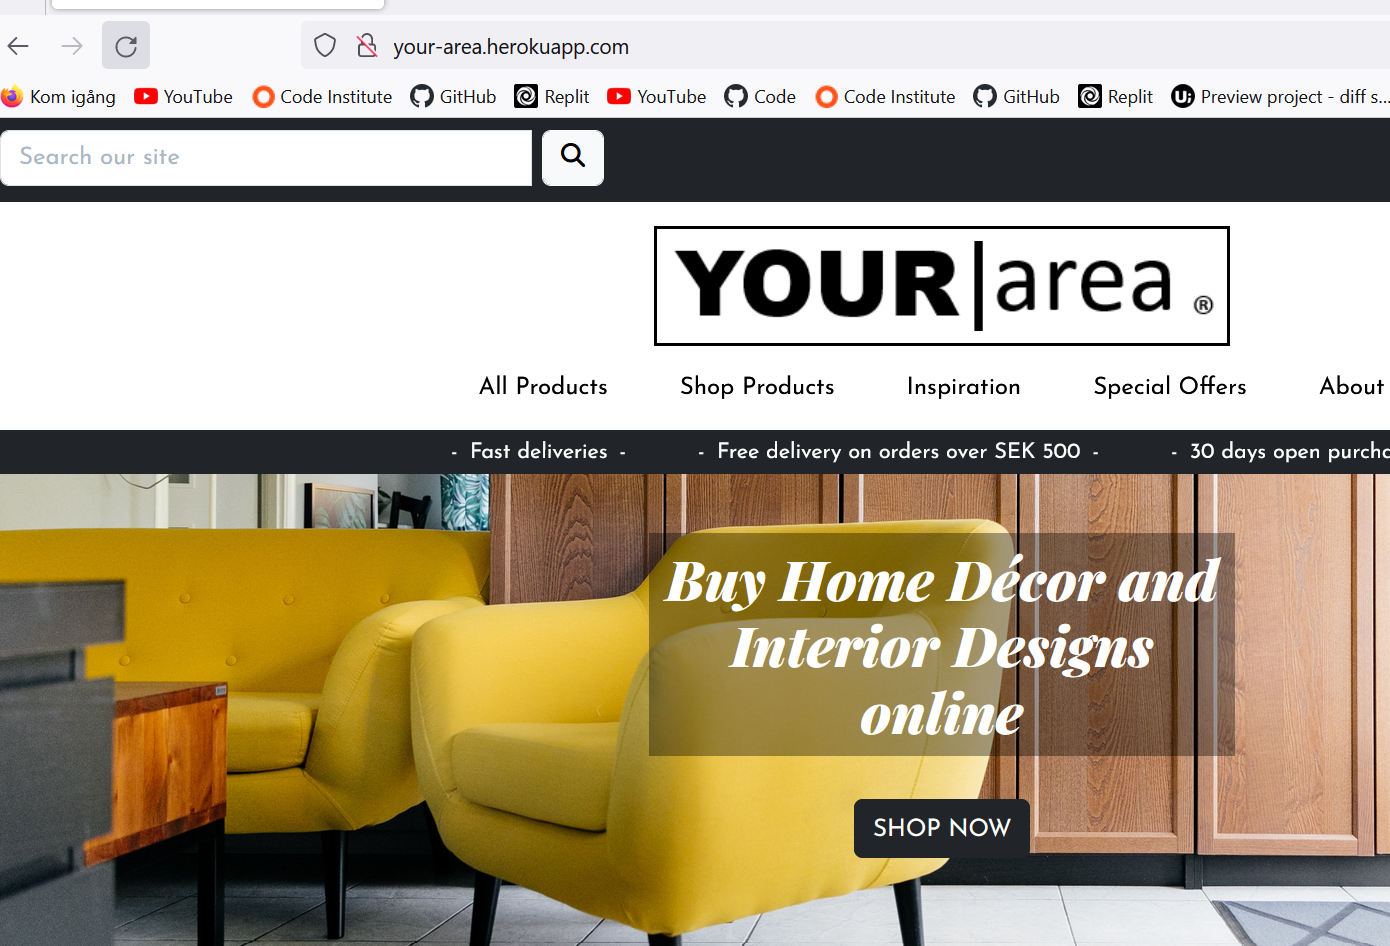 your-area.herokuapp.com
Kom igång YouTube Code Institute GitHub Replit YouTube Code Code Institute GitHub Replit Preview project - diff s...
Search our site
YOUR|area ®
All Products Shop Products Inspiration Special Offers About
- Fast deliveries - - Free delivery on orders over SEK 500 - - 30 days open purcha
Buy Home Décor and
Interior Designs
online
SHOP NOW